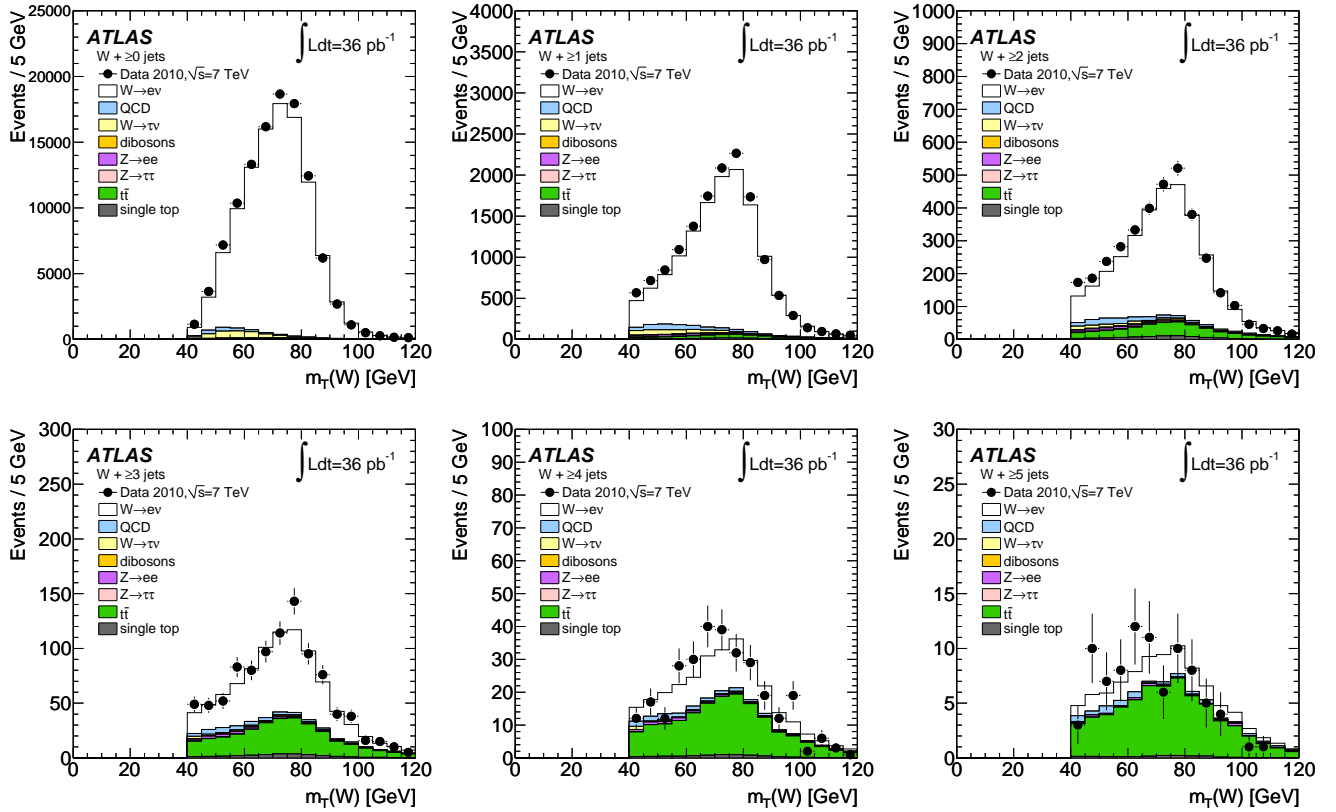 25000
20000
15000
10000
5000
0
Events / 5 GeV
ATLAS
∫Ldt=36 pb⁻¹
W + ≥0 jets
Data 2010,√s=7 TeV
W→eν
QCD
W→τν
dibosons
Z→ee
Z→ττ
tt̄
single top
0 20 40 60 80 100 120
m_T(W) [GeV]
4000
3500
3000
2500
2000
1500
1000
500
0
Events / 5 GeV
ATLAS
∫Ldt=36 pb⁻¹
W + ≥1 jets
Data 2010,√s=7 TeV
W→eν
QCD
W→τν
dibosons
Z→ee
Z→ττ
tt̄
single top
0 20 40 60 80 100 120
m_T(W) [GeV]
1000
900
800
700
600
500
400
300
200
100
0
Events / 5 GeV
ATLAS
∫Ldt=36 pb⁻¹
W + ≥2 jets
Data 2010,√s=7 TeV
W→eν
QCD
W→τν
dibosons
Z→ee
Z→ττ
tt̄
single top
0 20 40 60 80 100 120
m_T(W) [GeV]
300
250
200
150
100
50
0
Events / 5 GeV
ATLAS
∫Ldt=36 pb⁻¹
W + ≥3 jets
Data 2010,√s=7 TeV
W→eν
QCD
W→τν
dibosons
Z→ee
Z→ττ
tt̄
single top
0 20 40 60 80 100 120
m_T(W) [GeV]
100
90
80
70
60
50
40
30
20
10
0
Events / 5 GeV
ATLAS
∫Ldt=36 pb⁻¹
W + ≥4 jets
Data 2010,√s=7 TeV
W→eν
QCD
W→τν
dibosons
Z→ee
Z→ττ
tt̄
single top
0 20 40 60 80 100 120
m_T(W) [GeV]
30
25
20
15
10
5
0
Events / 5 GeV
ATLAS
∫Ldt=36 pb⁻¹
W + ≥5 jets
Data 2010,√s=7 TeV
W→eν
QCD
W→τν
dibosons
Z→ee
Z→ττ
tt̄
single top
0 20 40 60 80 100 120
m_T(W) [GeV]